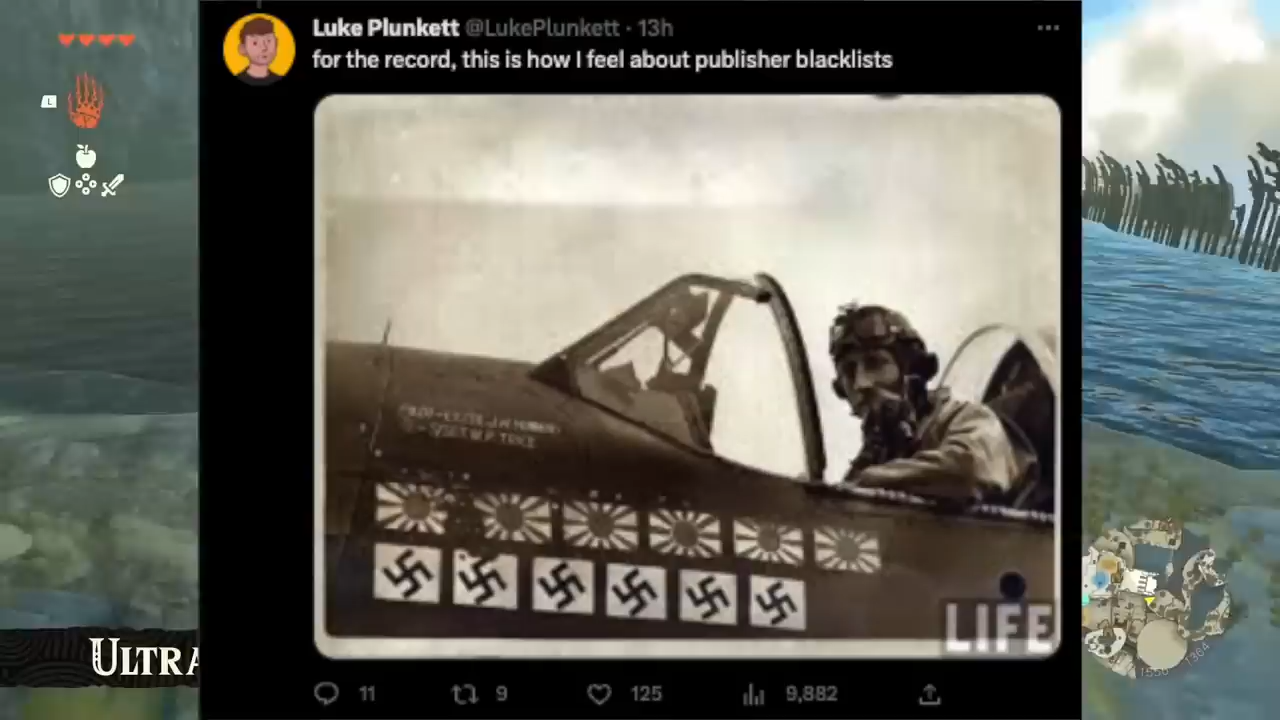 Luke Plunkett @LukePlunkett · 13h
for the record, this is how I feel about publisher blacklists
L
LIFE
ULTRA
11 9 125 9,882